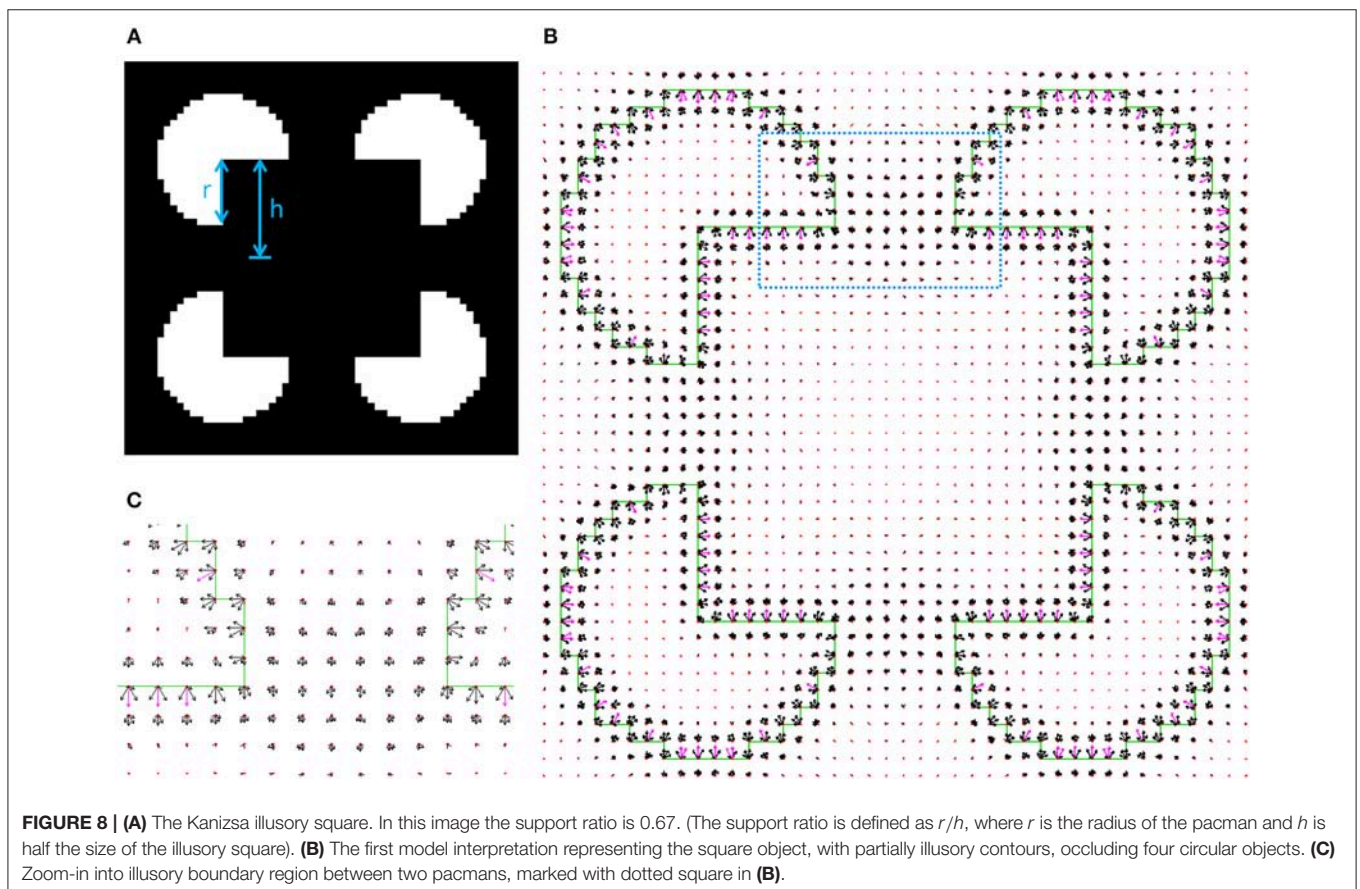 A
B
r
h
C
FIGURE 8 | (A) The Kanizsa illusory square. In this image the support ratio is 0.67. (The support ratio is defined as r/h, where r is the radius of the pacman and h is
half the size of the illusory square). (B) The first model interpretation representing the square object, with partially illusory contours, occluding four circular objects. (C)
Zoom-in into illusory boundary region between two pacmans, marked with dotted square in (B).